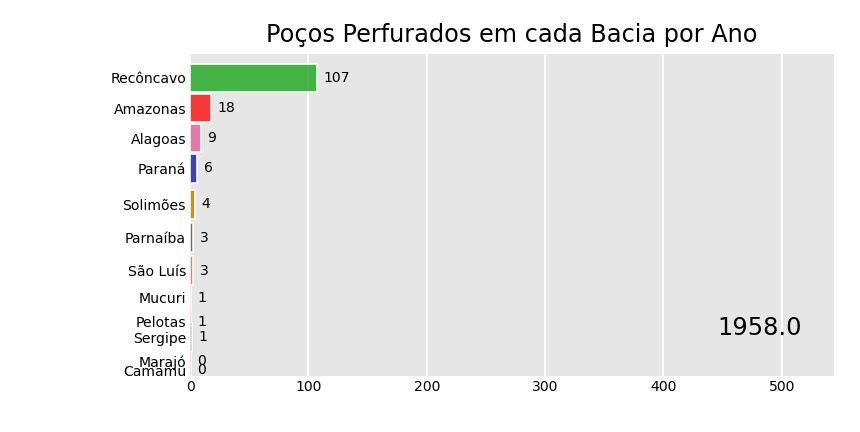 Poços Perfurados em cada Bacia por Ano
Recôncavo 107
Amazonas 18
Alagoas 9
Paraná 6
Solimões 4
Parnaíba 3
São Luís 3
Mucuri 1
Pelotas 1
1958.0
Sergipe 1
Marajó 0
Camamu 0
0 100 200 300 400 500